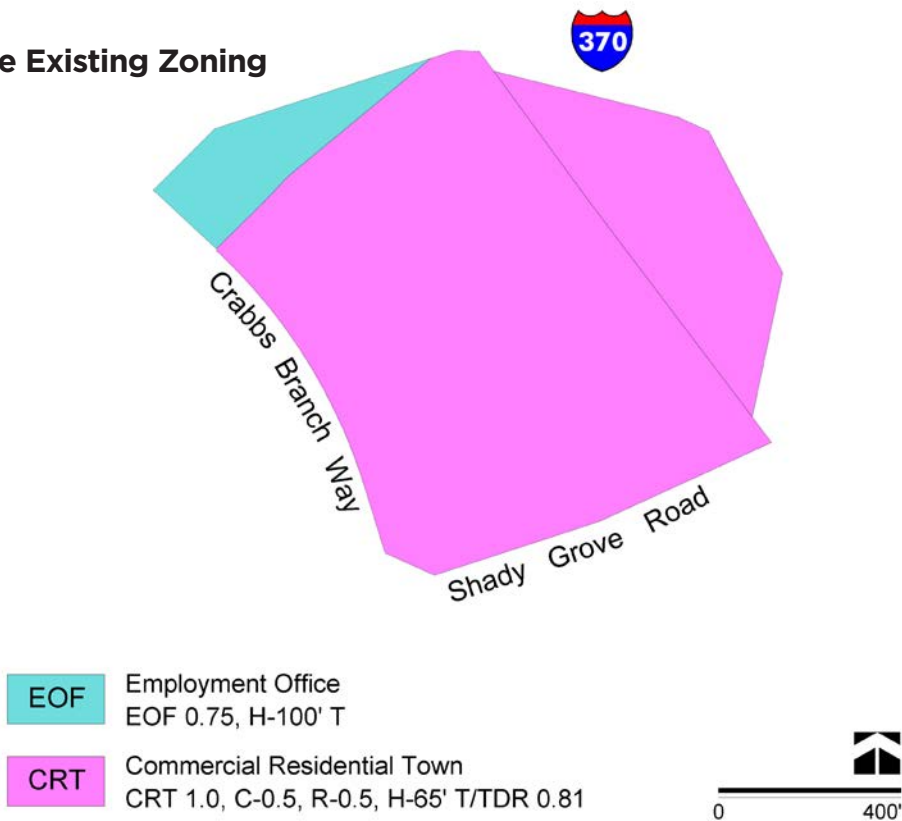 e Existing Zoning
370
Crabbs Branch Way
Shady Grove Road
EOF
Employment Office
EOF 0.75, H-100' T
CRT
Commercial Residential Town
CRT 1.0, C-0.5, R-0.5, H-65' T/TDR 0.81
0 400'